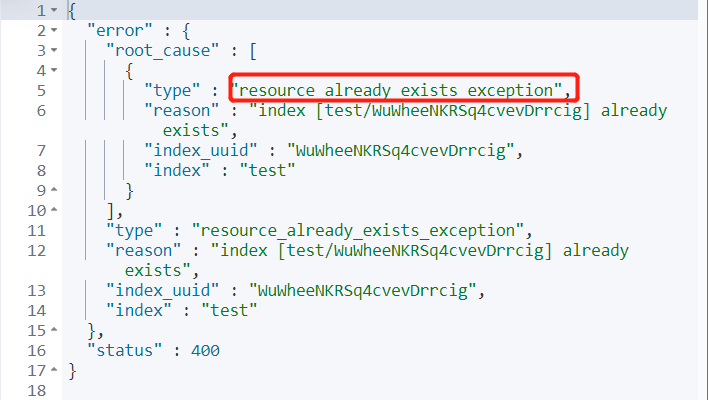 1 {
2 "error" : {
3 "root_cause" : [
4 {
5 "type" : "resource_already_exists_exception",
6 "reason" : "index [test/WuWheeNKRSq4cvevDrrcig] already
exists",
7 "index_uuid" : "WuWheeNKRSq4cvevDrrcig",
8 "index" : "test"
9 }
10 ],
11 "type" : "resource_already_exists_exception",
12 "reason" : "index [test/WuWheeNKRSq4cvevDrrcig] already
exists",
13 "index_uuid" : "WuWheeNKRSq4cvevDrrcig",
14 "index" : "test"
15 },
16 "status" : 400
17 }
18